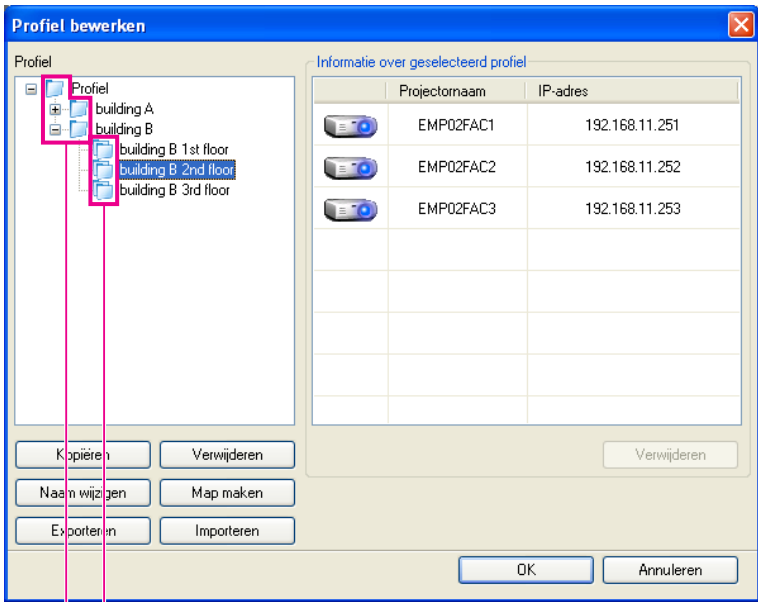 Profiel bewerken
Profiel
Profiel
building A
building B
building B 1st floor
building B 2nd floor
building B 3rd floor
Kopiëren
Verwijderen
Naam wijzigen
Map maken
Exporteren
Importeren
Informatie over geselecteerd profiel
Projectornaam IP-adres
EMP02FAC1 192.168.11.251
EMP02FAC2 192.168.11.252
EMP02FAC3 192.168.11.253
Verwijderen
OK
Annuleren